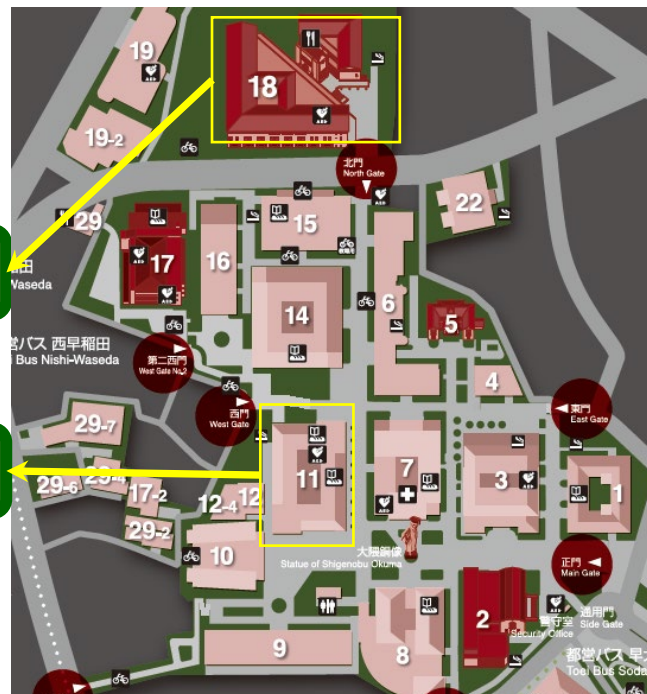 19
18
19-2
北門
North Gate
29
15
22
17
16
6
稲田
Waseda
14
5
営バス 西早稲田
i Bus Nishi-Waseda
第二西門
West Gate No.2
4
西門
West Gate
東門
East Gate
29-7
11
7
3
1
29-6
29-4
17-2
12-4
12
29-2
10
大隈銅像
Statue of Shigenobu Okuma
正門
Main Gate
2
通用門
Side Gate
警守室
Security Office
9
8
都営バス 早大
Toei Bus Soda